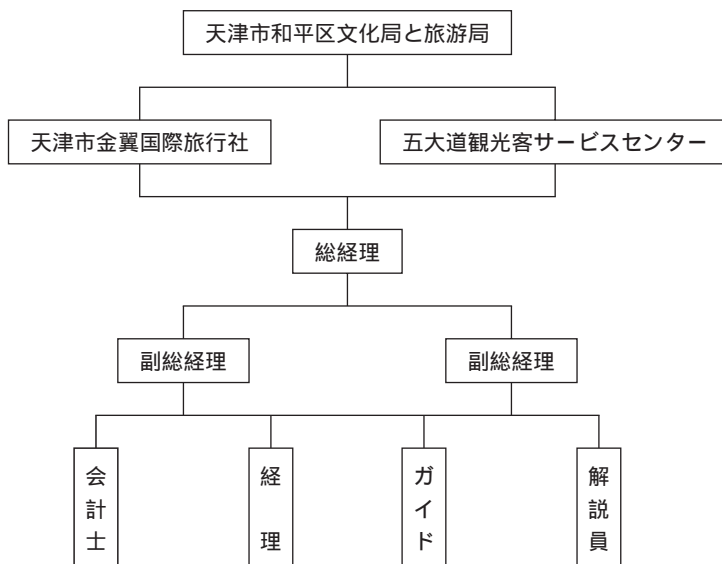 天津市和平区文化局と旅游局
天津市金翼国際旅行社
五大道観光客サービスセンター
総経理
副総経理
副総経理
会計士
経理
ガイド
解説員